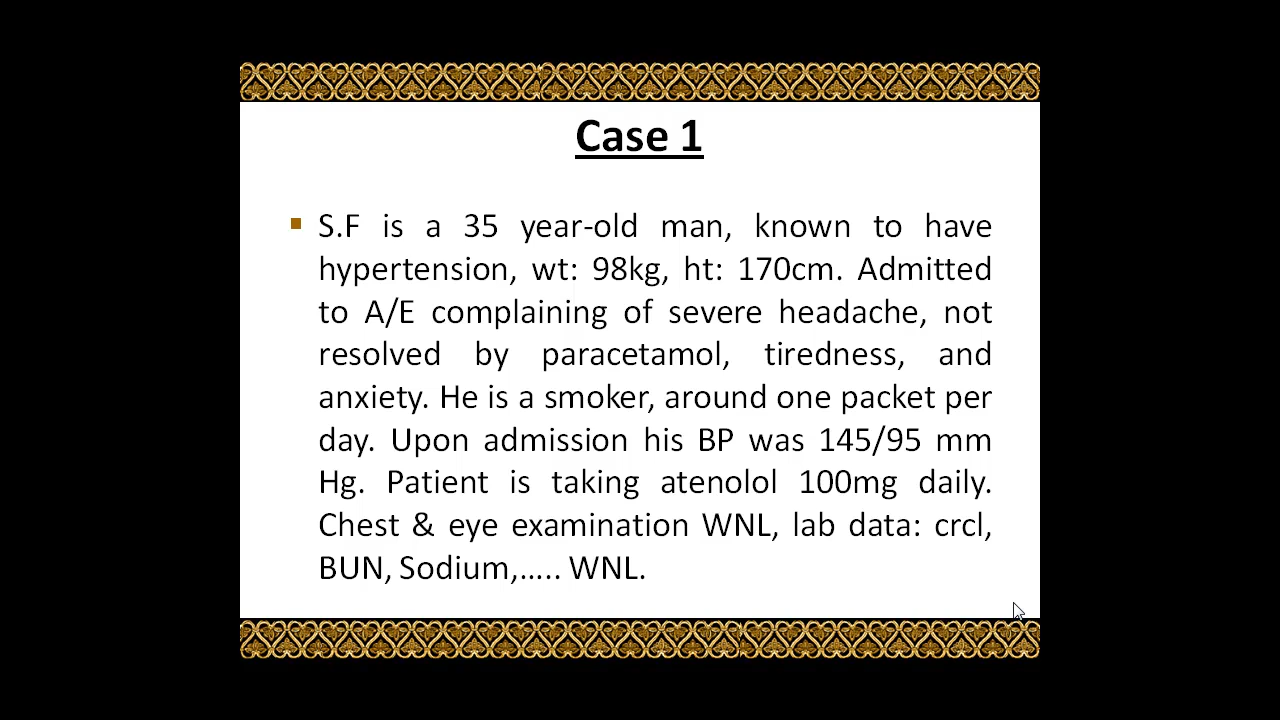 Case 1
S.F is a 35 year-old man, known to have
hypertension, wt: 98kg, ht: 170cm. Admitted
to A/E complaining of severe headache, not
resolved by paracetamol, tiredness, and
anxiety. He is a smoker, around one packet per
day. Upon admission his BP was 145/95 mm
Hg. Patient is taking atenolol 100mg daily.
Chest & eye examination WNL, lab data: crcl,
BUN, Sodium,….. WNL.